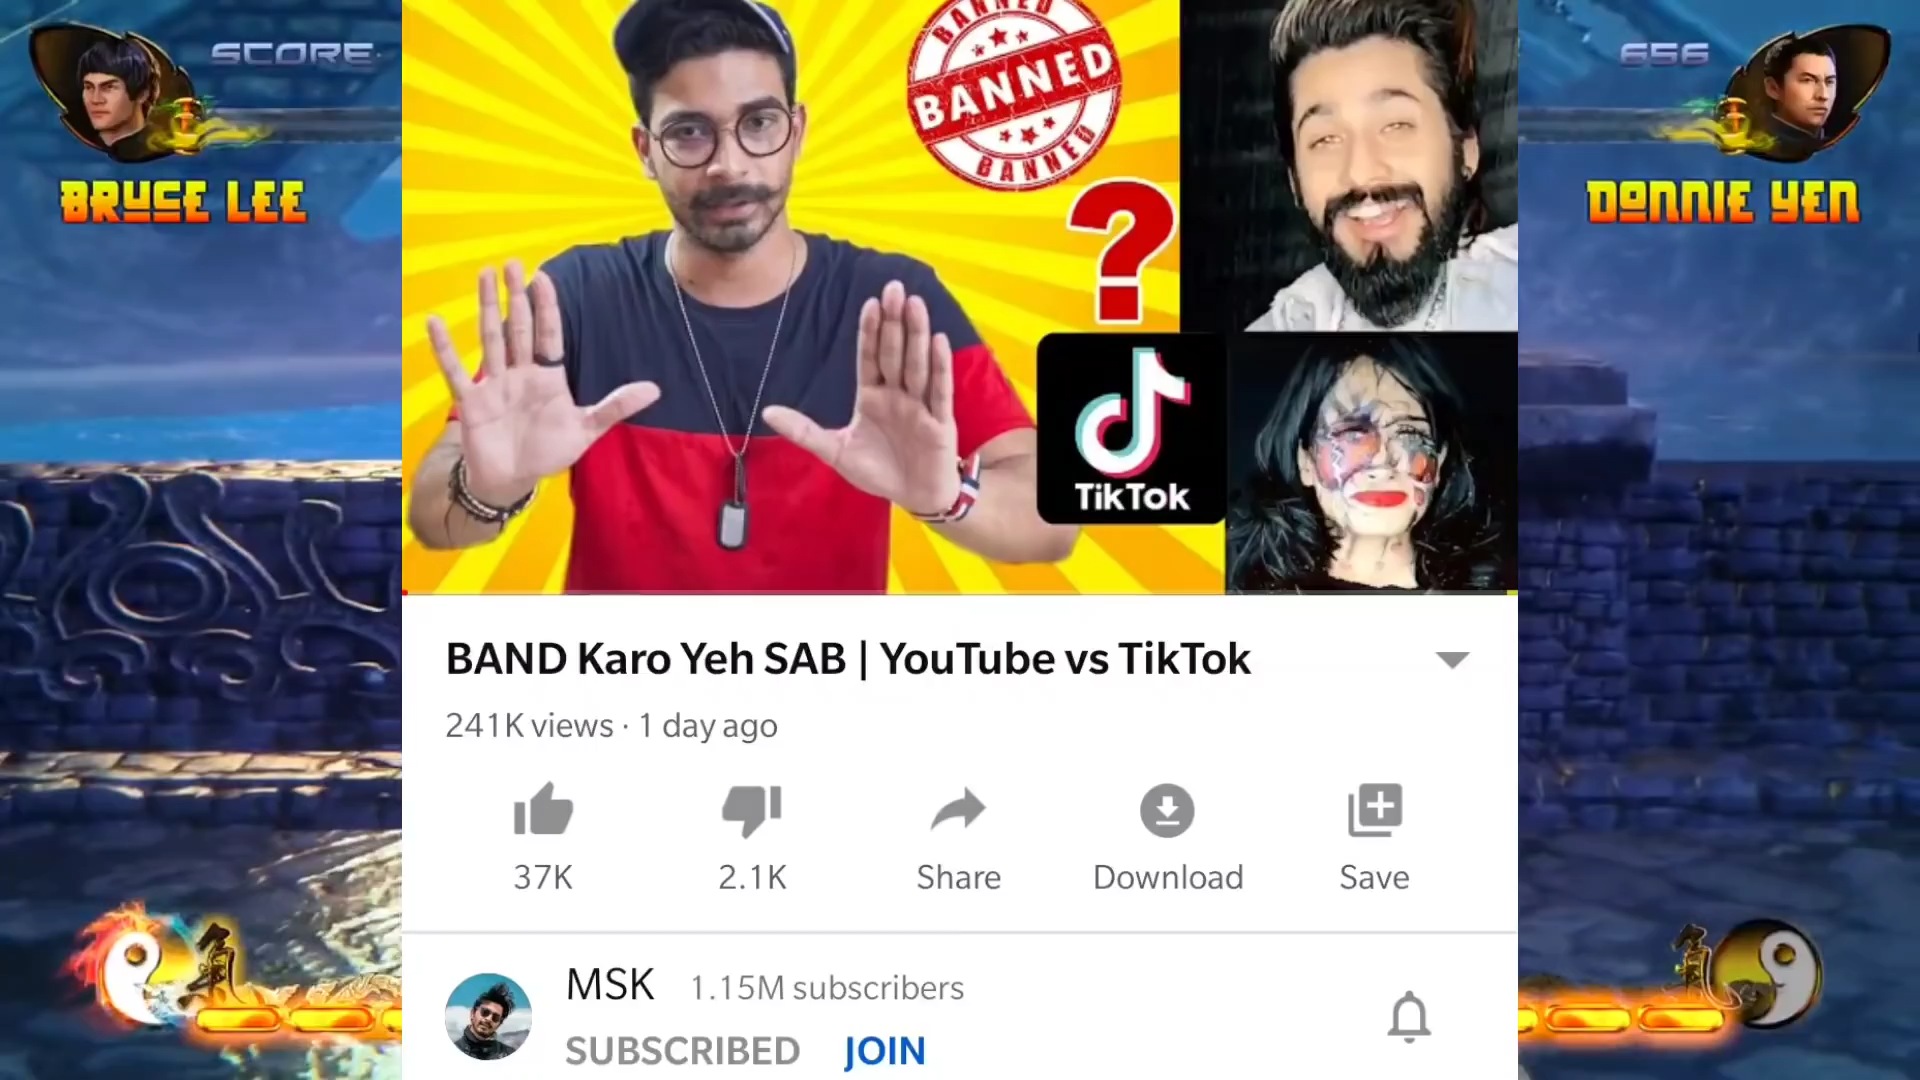 SCORE
656
BRUCE LEE
DONNIE YEN
BANNED
BANNED
BANNED
?
TikTok
BAND Karo Yeh SAB | YouTube vs TikTok
241K views · 1 day ago
37K
2.1K
Share
Download
Save
MSK 1.15M subscribers
SUBSCRIBED JOIN